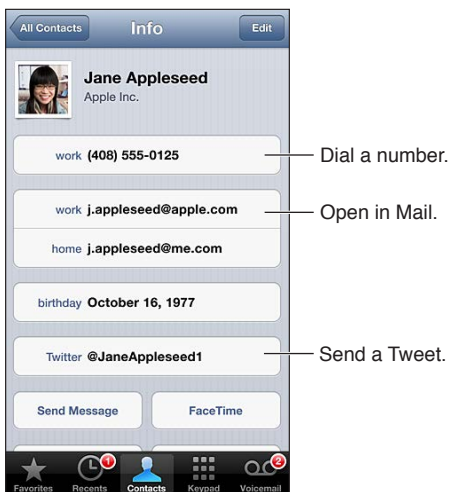 All Contacts Info Edit
Jane Appleseed
Apple Inc.
work (408) 555-0125
Dial a number.
work j.appleseed@apple.com
Open in Mail.
home j.appleseed@me.com
birthday October 16, 1977
Twitter @JaneAppleseed1
Send a Tweet.
Send Message FaceTime
1 2
Favorites Recents Contacts Keypad Voicemail